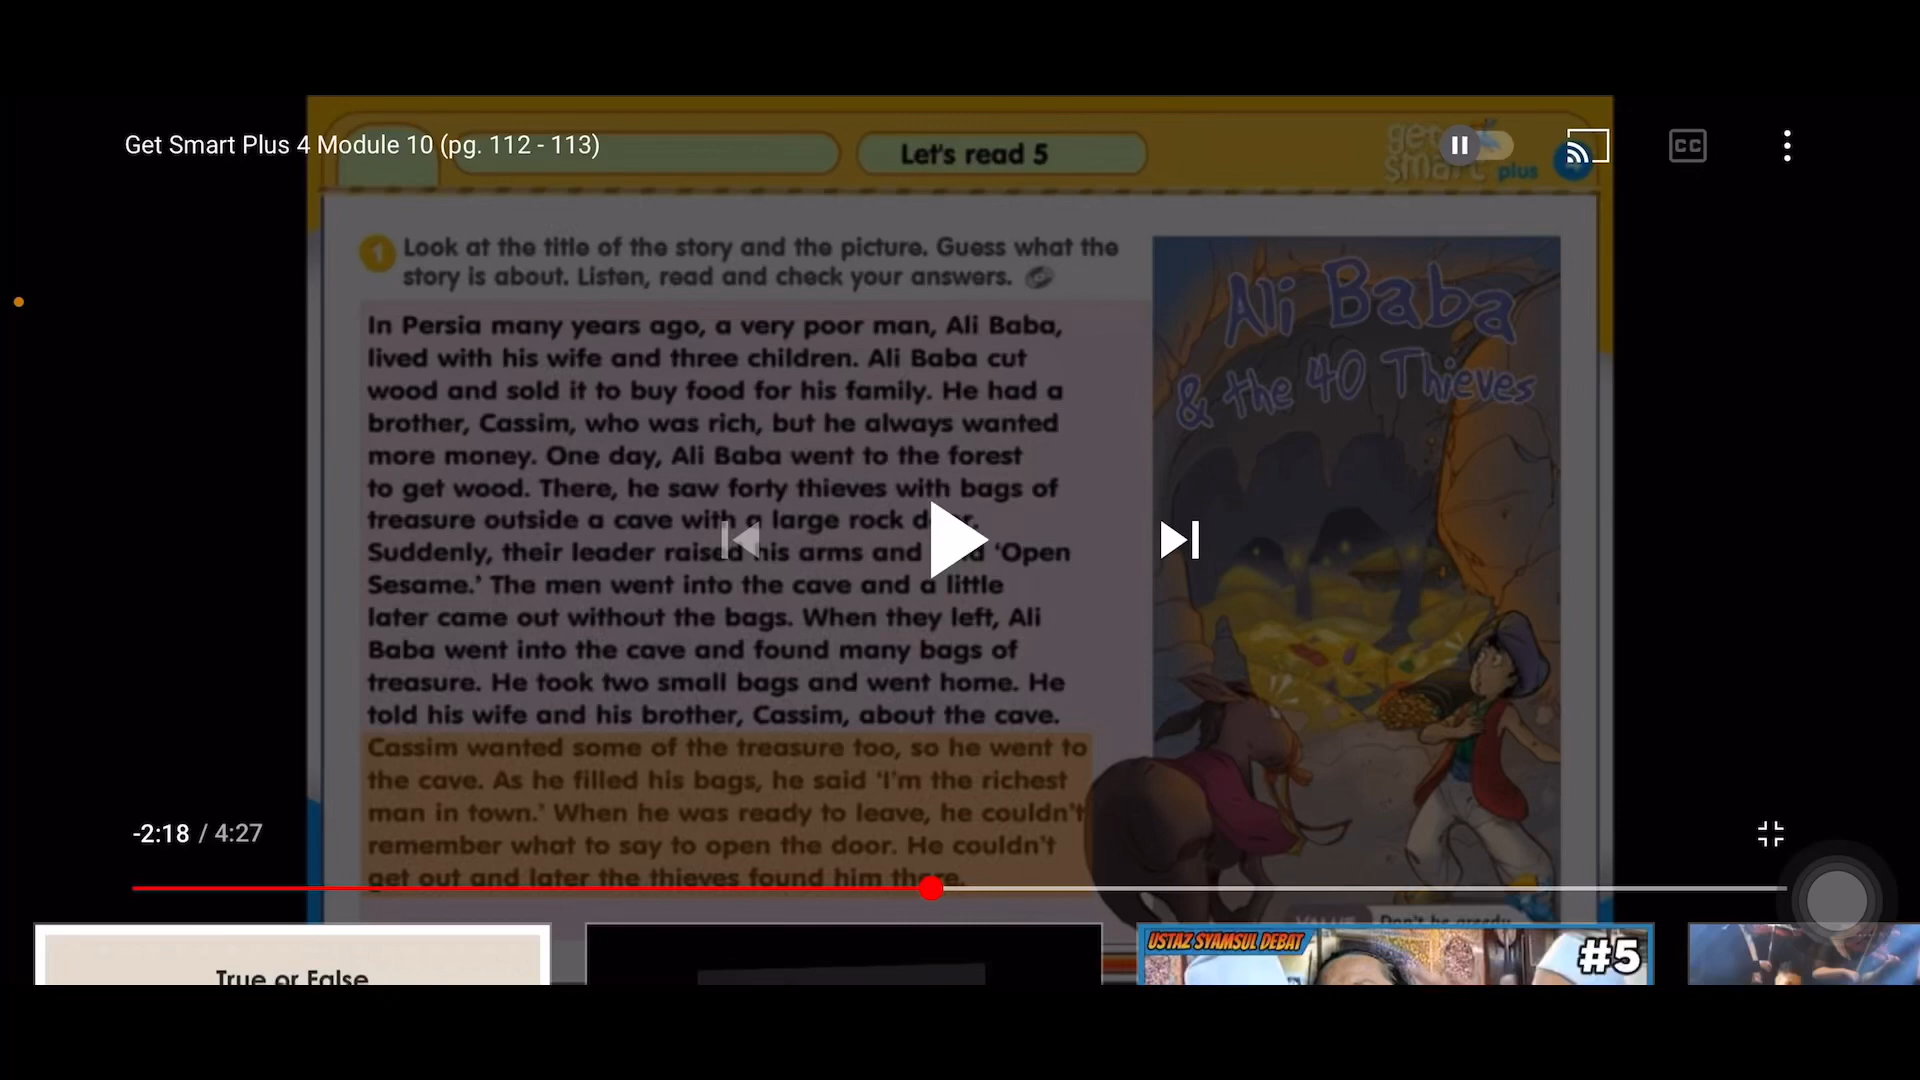 Get Smart Plus 4 Module 10 (pg. 112 - 113)
Let's read 5
get smart plus
CC
1 Look at the title of the story and the picture. Guess what the
story is about. Listen, read and check your answers.
In Persia many years ago, a very poor man, Ali Baba,
lived with his wife and three children. Ali Baba cut
wood and sold it to buy food for his family. He had a
brother, Cassim, who was rich, but he always wanted
more money. One day, Ali Baba went to the forest
to get wood. There, he saw forty thieves with bags of
treasure outside a cave with a large rock
Suddenly, their leader raised his arms and 'Open
Sesame.' The men went into the cave and a little
later came out without the bags. When they left, Ali
Baba went into the cave and found many bags of
treasure. He took two small bags and went home. He
told his wife and his brother, Cassim, about the cave.
Cassim wanted some of the treasure too, so he went to
the cave. As he filled his bags, he said 'I'm the richest
man in town.' When he was ready to leave, he couldn't
remember what to say to open the door. He couldn't
get out and later the thieves found him there.
Ali Baba
& the 40 Thieves
VALUE Don't be greedy
-2:18 / 4:27
True or False
USTAZ SYAMSUL DEBAT
#5